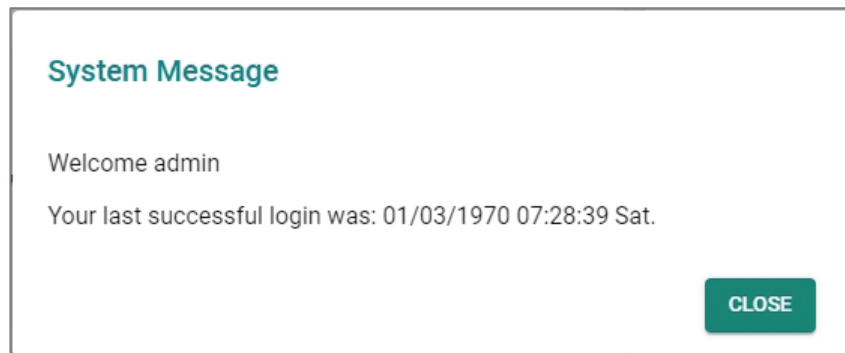 System Message
Welcome admin
Your last successful login was: 01/03/1970 07:28:39 Sat.
CLOSE